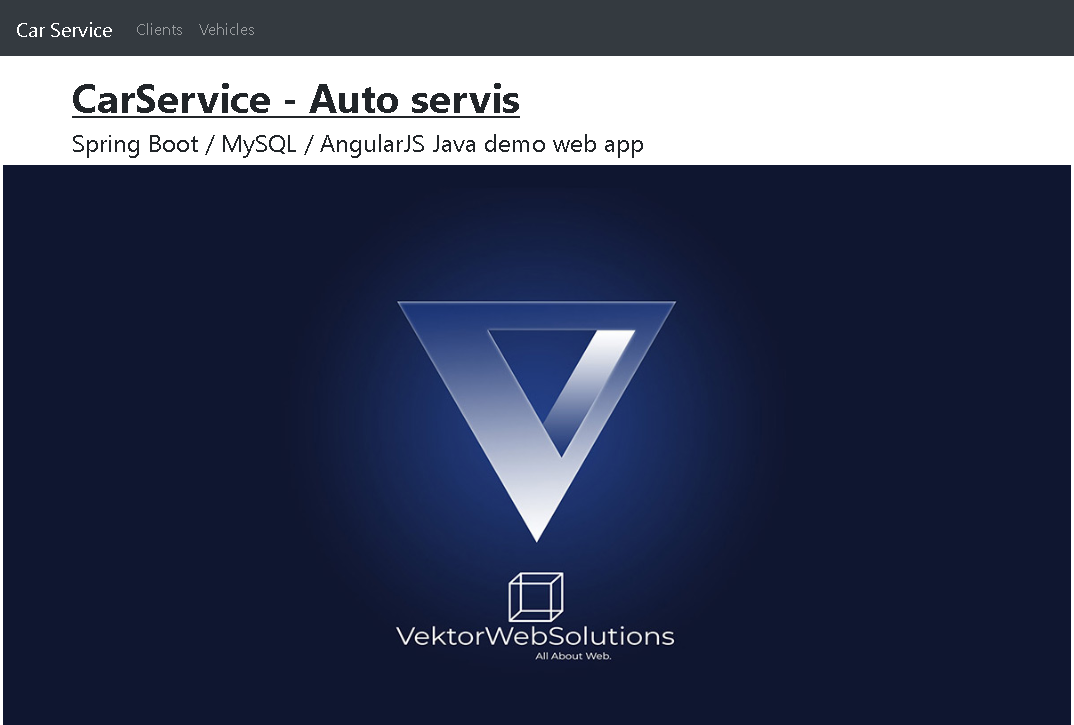 Car Service Clients Vehicles
CarService - Auto servis
Spring Boot / MySQL / AngularJS Java demo web app
VektorWebSolutions
All About Web.